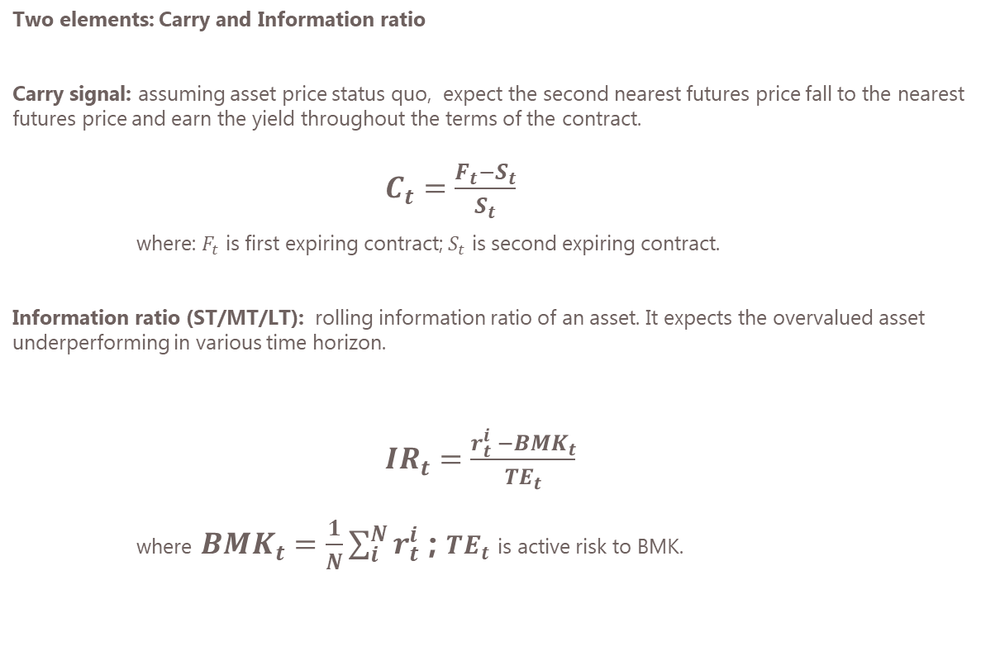 Two elements: Carry and Information ratio
Carry signal: assuming asset price status quo,  expect the second nearest futures price fall to the nearest
futures price and earn the yield throughout the terms of the contract.
C_t = (F_t − S_t) / S_t
where: F_t is first expiring contract; S_t is second expiring contract.
Information ratio (ST/MT/LT):  rolling information ratio of an asset. It expects the overvalued asset
underperforming in various time horizon.
IR_t = (r_t^i − BMK_t) / TE_t
where BMK_t = 1/N ∑_i^N r_t^i ; TE_t is active risk to BMK.